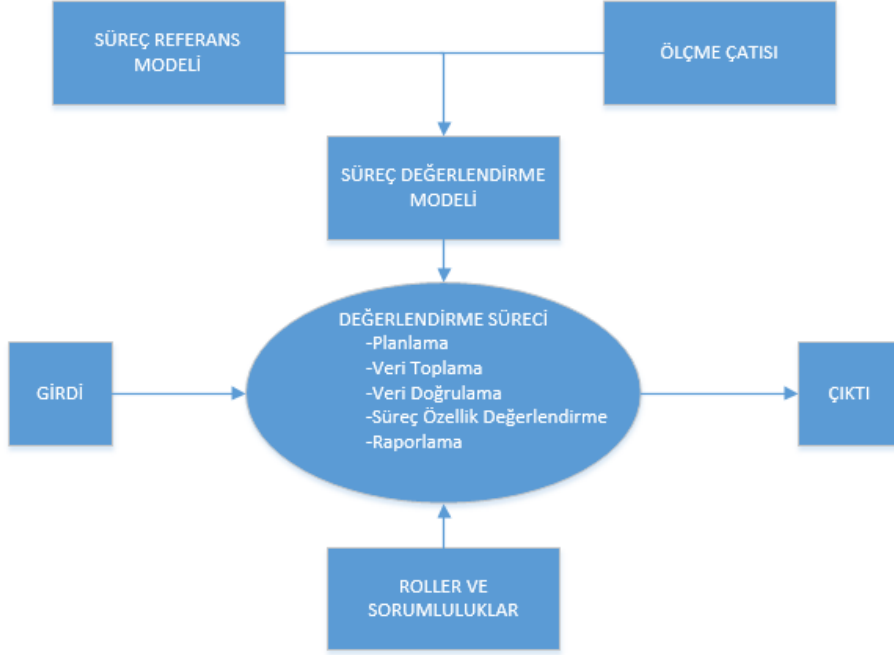 SÜREÇ REFERANS
MODELİ
ÖLÇME ÇATISI
SÜREÇ DEĞERLENDİRME
MODELİ
DEĞERLENDİRME SÜRECİ
-Planlama
-Veri Toplama
-Veri Doğrulama
-Süreç Özellik Değerlendirme
-Raporlama
GİRDİ
ÇIKTI
ROLLER VE
SORUMLULUKLAR